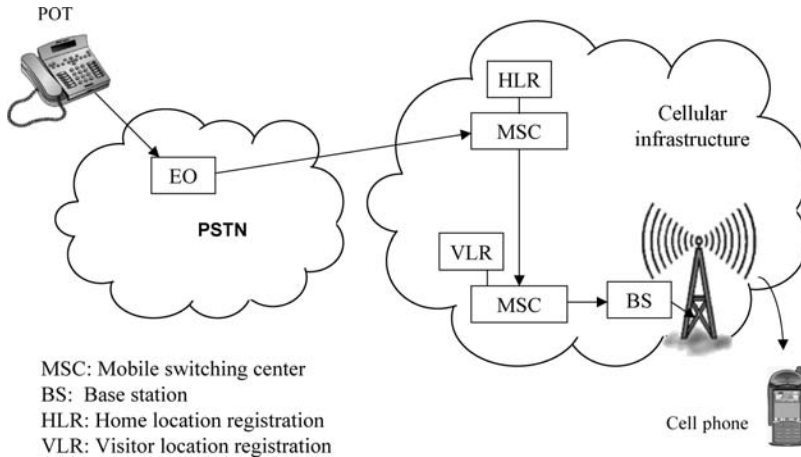 POT
HLR
MSC
Cellular
infrastructure
EO
PSTN
VLR
MSC
BS
MSC: Mobile switching center
BS: Base station
HLR: Home location registration
VLR: Visitor location registration
Cell phone